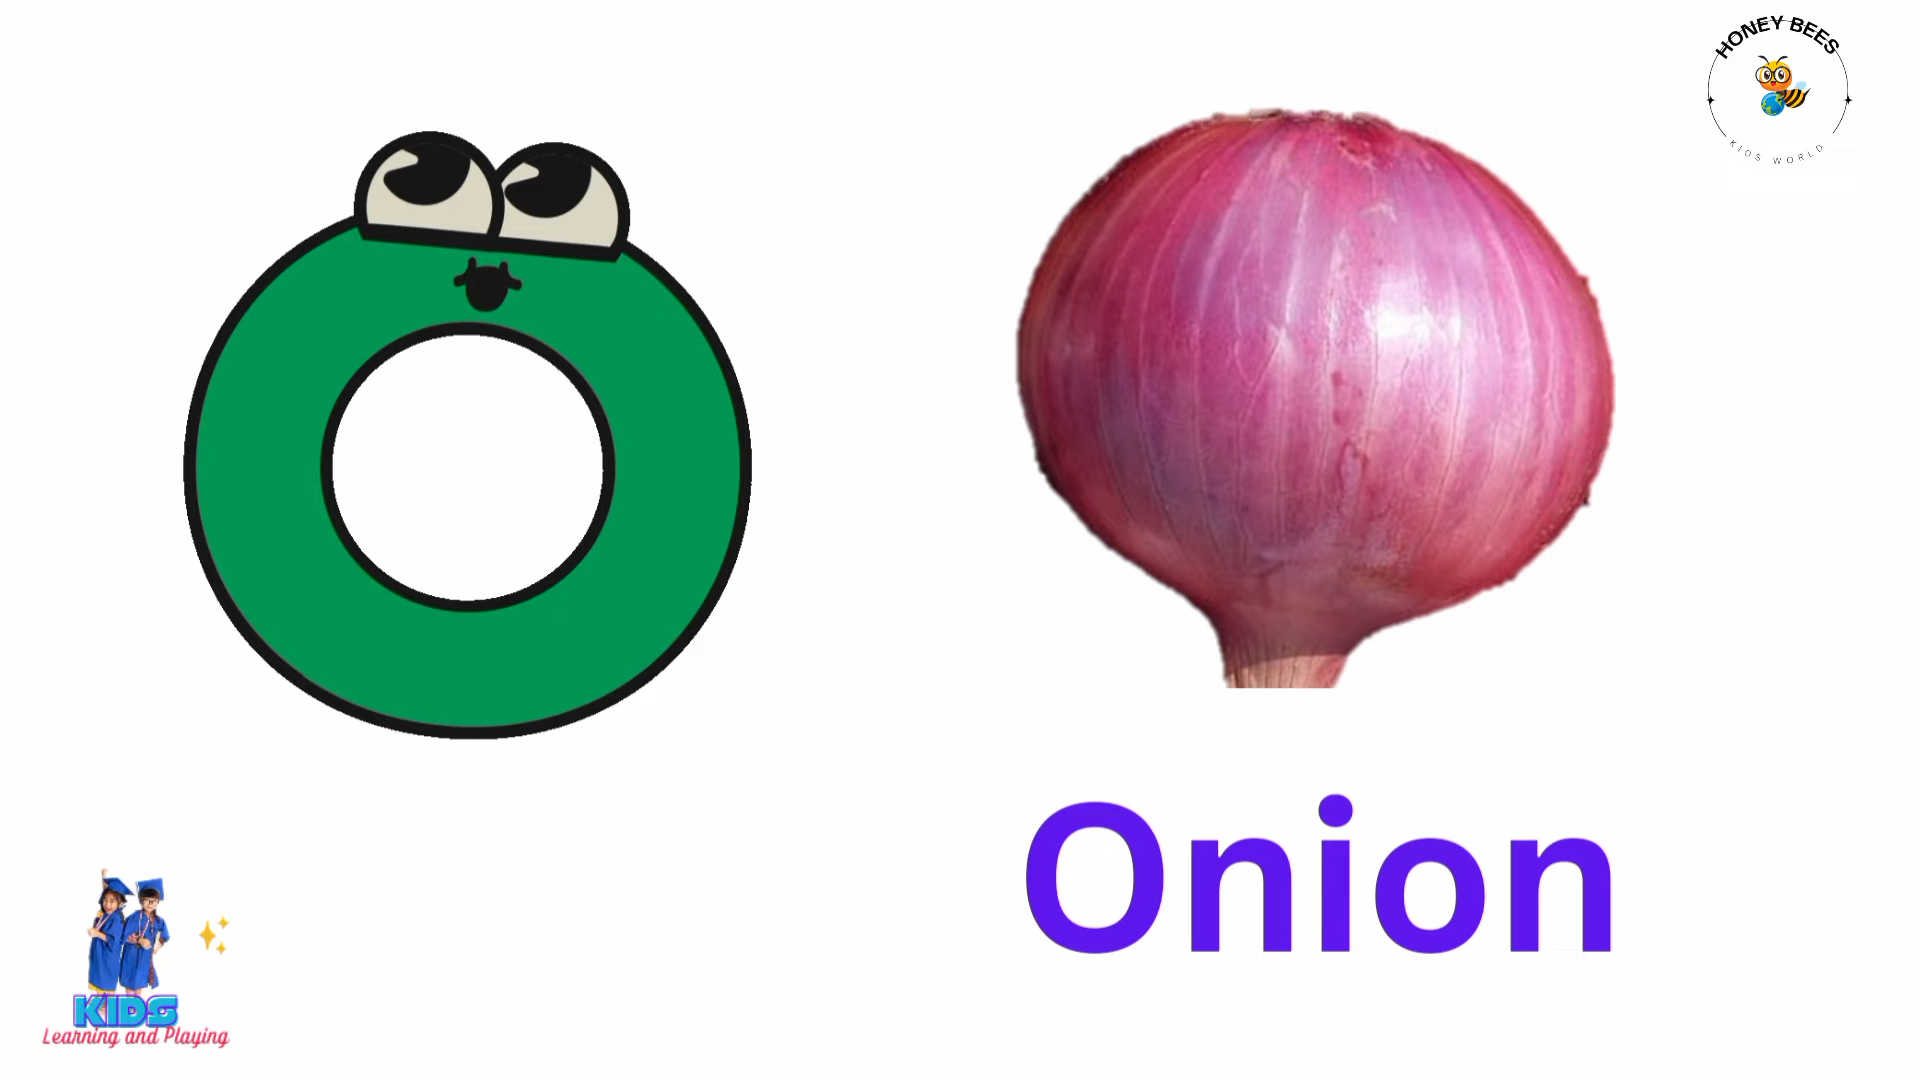 HONEY BEES
KIDS WORLD
O
Onion
KIDS
Learning and Playing